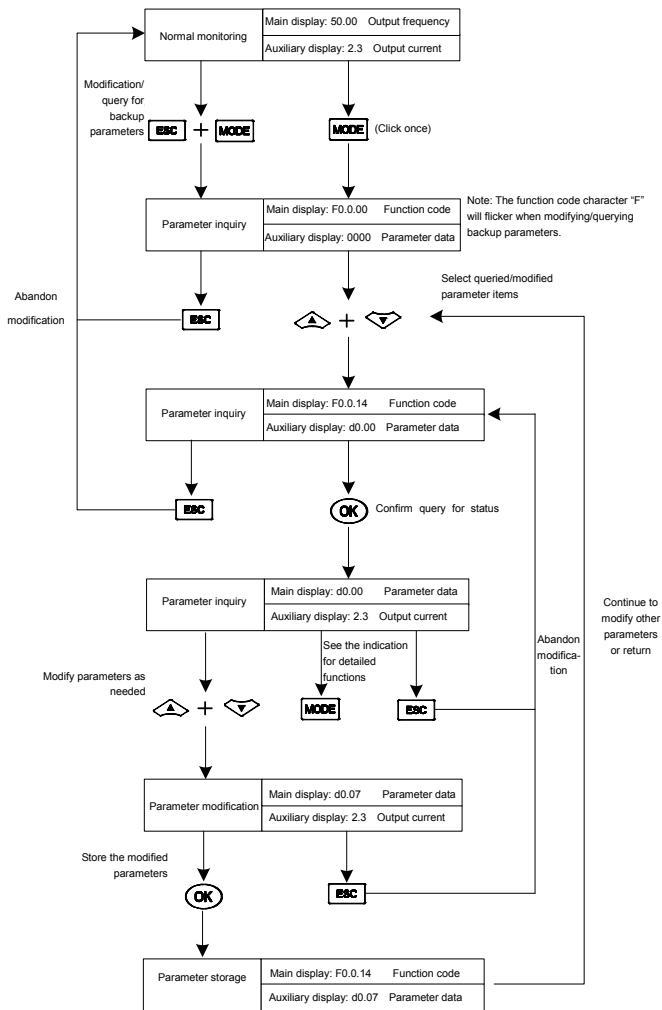 Normal monitoring
Main display: 50.00 Output frequency
Auxiliary display: 2.3 Output current
Modification/
query for
backup
parameters
ESC + MODE
MODE (Click once)
Parameter inquiry
Main display: F0.0.00 Function code
Auxiliary display: 0000 Parameter data
Note: The function code character “F”
will flicker when modifying/querying
backup parameters.
Abandon
modification
ESC
+
Select queried/modified
parameter items
Parameter inquiry
Main display: F0.0.14 Function code
Auxiliary display: d0.00 Parameter data
ESC
OK Confirm query for status
Parameter inquiry
Main display: d0.00 Parameter data
Auxiliary display: 2.3 Output current
Continue to
modify other
parameters
or return
Abandon
modifica-
tion
Modify parameters as
needed
+
See the indication
for detailed
functions
MODE
ESC
Parameter modification
Main display: d0.07 Parameter data
Auxiliary display: 2.3 Output current
Store the modified
parameters
OK
ESC
Parameter storage
Main display: F0.0.14 Function code
Auxiliary display: d0.07 Parameter data